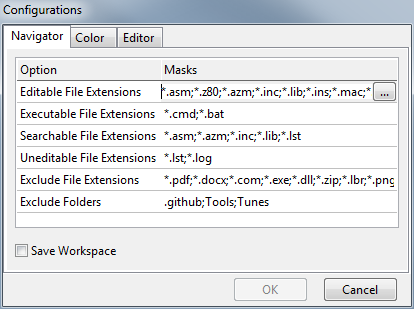 Configurations
Navigator Color Editor
Option Masks
Editable File Extensions *.asm;*.z80;*.azm;*.inc;*.lib;*.ins;*.mac;* ...
Executable File Extensions *.cmd;*.bat
Searchable File Extensions *.asm;*.azm;*.inc;*.lib;*.lst
Uneditable File Extensions *.lst;*.log
Exclude File Extensions *.pdf;*.docx;*.com;*.exe;*.dll;*.zip;*.lbr;*.png
Exclude Folders .github;Tools;Tunes
Save Workspace
OK Cancel